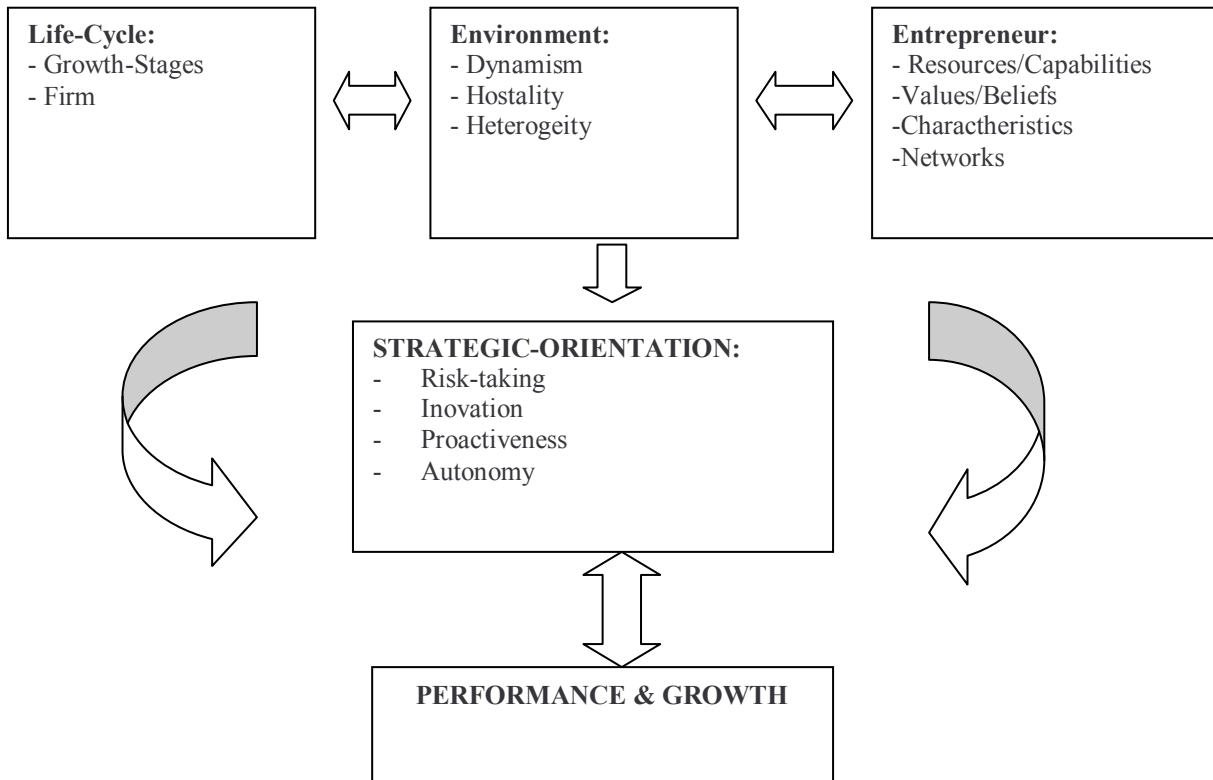 Life-Cycle:
- Growth-Stages
- Firm
Environment:
- Dynamism
- Hostality
- Heterogeity
Entrepreneur:
- Resources/Capabilities
-Values/Beliefs
-Charactheristics
-Networks
STRATEGIC-ORIENTATION:
- Risk-taking
- Inovation
- Proactiveness
- Autonomy
PERFORMANCE & GROWTH